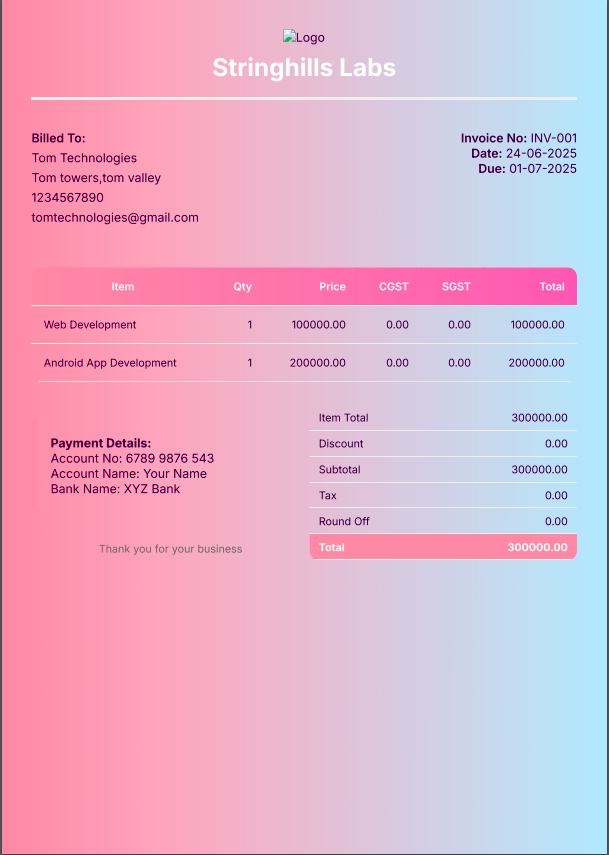 Logo
Stringhills Labs
Billed To:
Tom Technologies
Tom towers,tom valley
1234567890
tomtechnologies@gmail.com
Invoice No: INV-001
Date: 24-06-2025
Due: 01-07-2025
Item Qty Price CGST SGST Total
Web Development 1 100000.00 0.00 0.00 100000.00
Android App Development 1 200000.00 0.00 0.00 200000.00
Payment Details:
Account No: 6789 9876 543
Account Name: Your Name
Bank Name: XYZ Bank
Thank you for your business
Item Total 300000.00
Discount 0.00
Subtotal 300000.00
Tax 0.00
Round Off 0.00
Total 300000.00